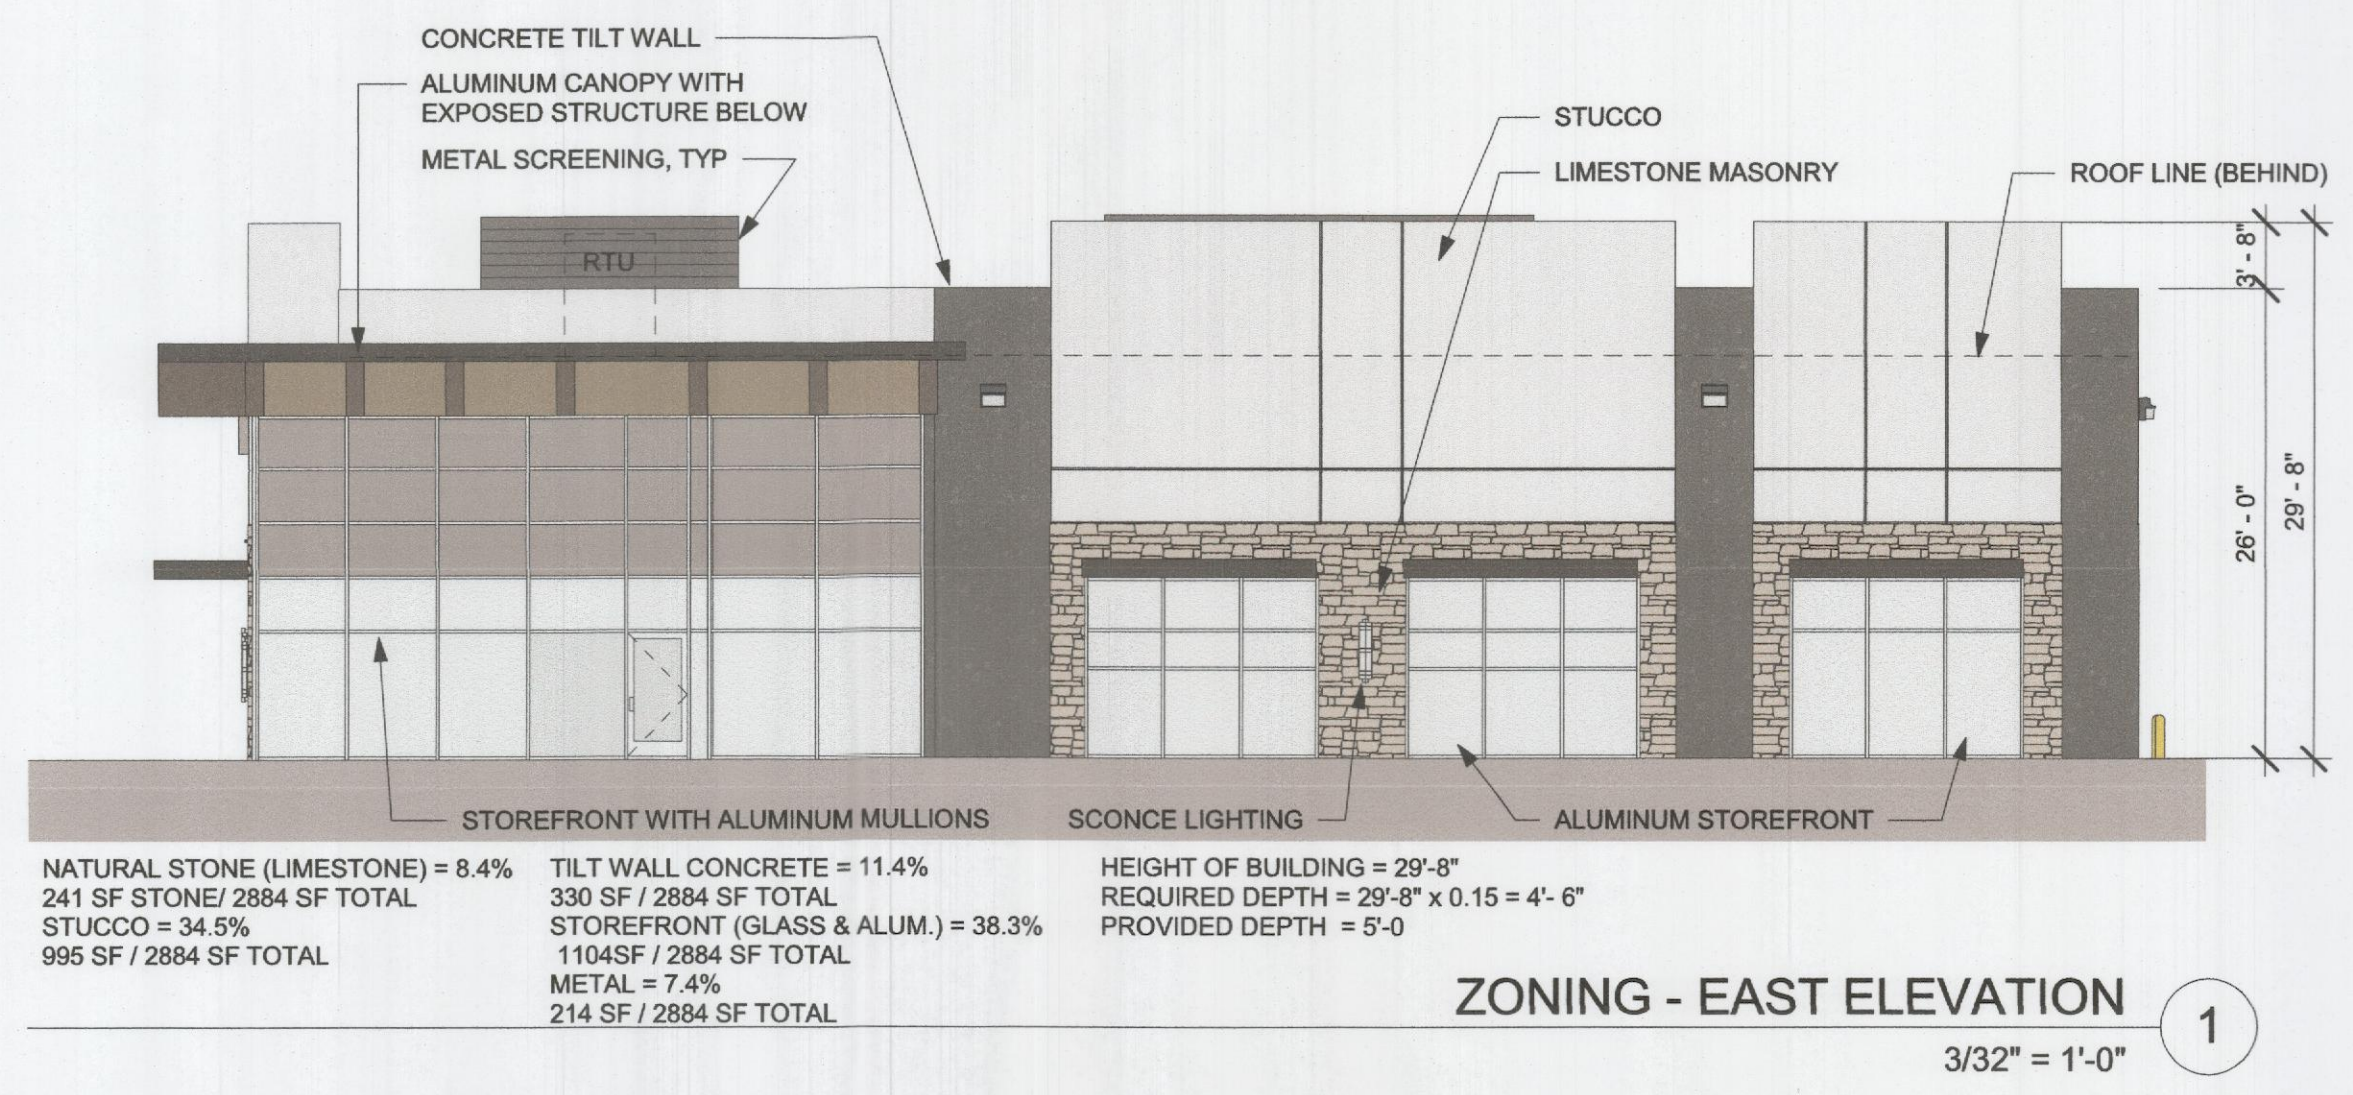 CONCRETE TILT WALL
ALUMINUM CANOPY WITH
EXPOSED STRUCTURE BELOW
METAL SCREENING, TYP
STUCCO
LIMESTONE MASONRY
ROOF LINE (BEHIND)
RTU
3' - 8"
26' - 0"
29' - 8"
STOREFRONT WITH ALUMINUM MULLIONS
SCONCE LIGHTING
ALUMINUM STOREFRONT
NATURAL STONE (LIMESTONE) = 8.4%
241 SF STONE/ 2884 SF TOTAL
STUCCO = 34.5%
995 SF / 2884 SF TOTAL
TILT WALL CONCRETE = 11.4%
330 SF / 2884 SF TOTAL
STOREFRONT (GLASS & ALUM.) = 38.3%
1104SF / 2884 SF TOTAL
METAL = 7.4%
214 SF / 2884 SF TOTAL
HEIGHT OF BUILDING = 29'-8"
REQUIRED DEPTH = 29'-8" x 0.15 = 4'- 6"
PROVIDED DEPTH = 5'-0
ZONING - EAST ELEVATION
1
3/32" = 1'-0"